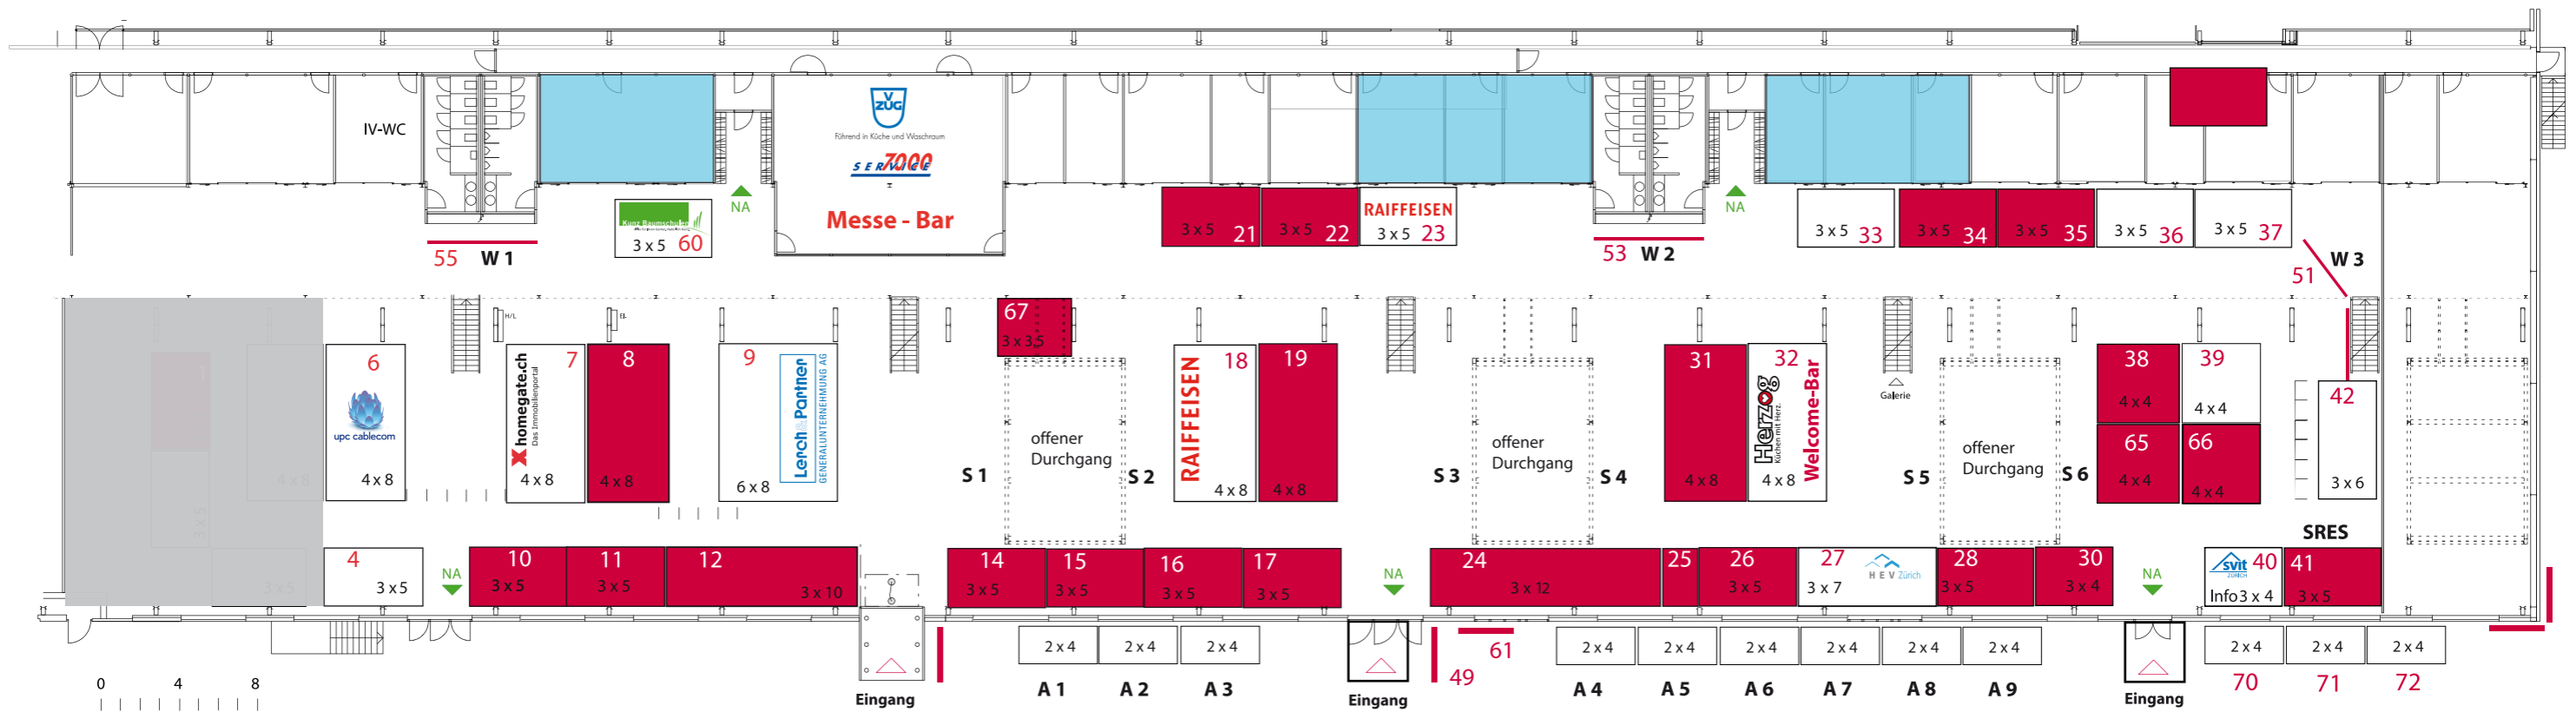 IV-WC
V
ZUG
Führend in Küche und Waschraum
SERVICE 7000
Messe - Bar
NA
NA
Kunz Baumschulen
3 x 5 60
3 x 5 21
3 x 5 22
RAIFFEISEN
3 x 5 23
3 x 5 33
3 x 5 34
3 x 5 35
3 x 5 36
3 x 5 37
55 W 1
53 W 2
51 W 3
H/L
67
3 x 3,5
1
3 x 5
4 x 8
3 x 5
6
upc cablecom
4 x 8
7
homegate.ch
Das Immobilienportal
4 x 8
8
4 x 8
9
Lerch & Partner
GENERALUNTERNEHMUNG AG
6 x 8
S 1
offener
Durchgang
S 2
18
RAIFFEISEN
4 x 8
19
4 x 8
S 3
offener
Durchgang
S 4
31
4 x 8
32
Herzog
Küchen mit Herz.
Welcome-Bar
4 x 8
Galerie
S 5
offener
Durchgang
S 6
38
4 x 4
39
4 x 4
65
4 x 4
66
4 x 4
42
3 x 6
SRES
4
3 x 5
NA
10
3 x 5
11
3 x 5
12
3 x 10
14
3 x 5
15
3 x 5
16
3 x 5
17
3 x 5
NA
24
3 x 12
25
26
3 x 5
27
3 x 7
HEV Zürich
28
3 x 5
30
3 x 4
NA
svit
ZÜRICH
40
Info 3 x 4
41
3 x 5
2 x 4
2 x 4
2 x 4
61
49
2 x 4
2 x 4
2 x 4
2 x 4
2 x 4
2 x 4
2 x 4
2 x 4
2 x 4
0 4 8
Eingang
A 1
A 2
A 3
Eingang
A 4
A 5
A 6
A 7
A 8
A 9
Eingang
70
71
72